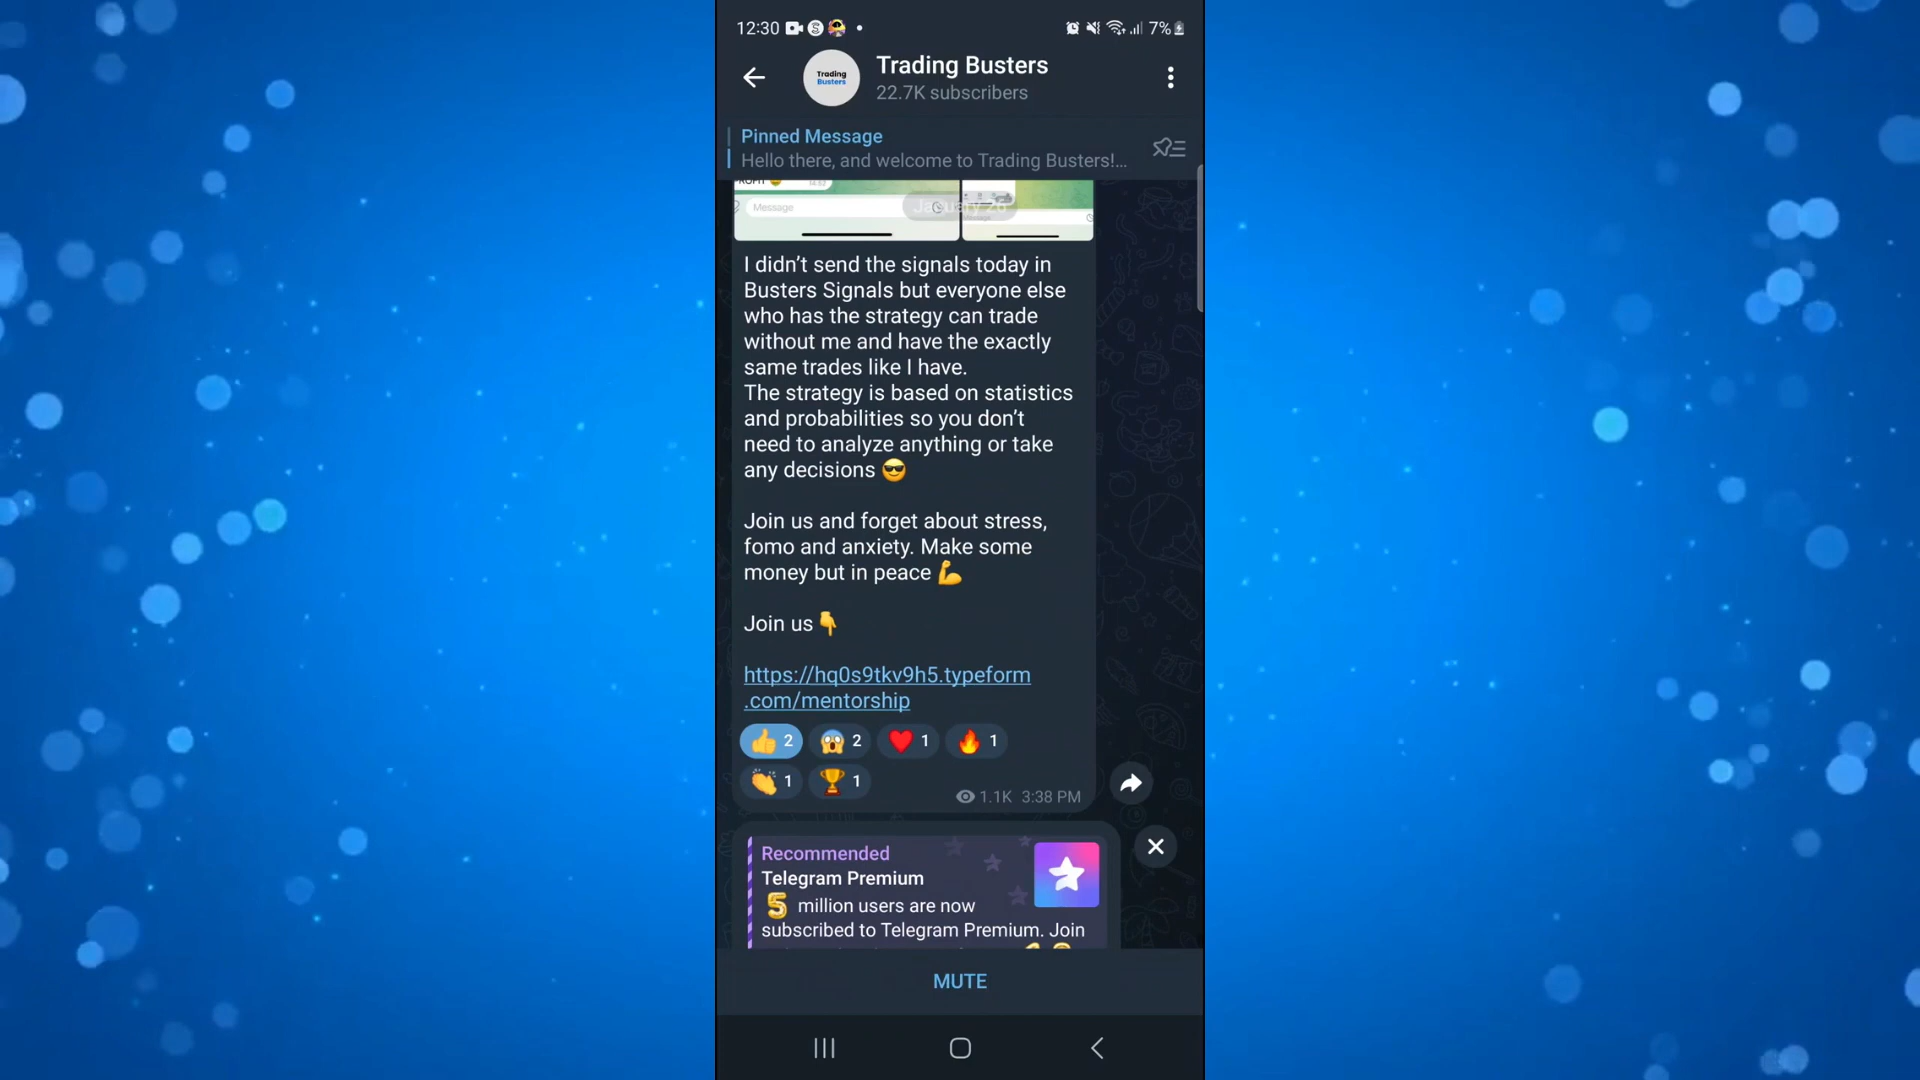 12:30
7%
Trading Busters
Trading Busters
22.7K subscribers
Pinned Message
Hello there, and welcome to Trading Busters!...
Message
January 26
I didn’t send the signals today in
Busters Signals but everyone else
who has the strategy can trade
without me and have the exactly
same trades like I have.
The strategy is based on statistics
and probabilities so you don’t
need to analyze anything or take
any decisions 😎
Join us and forget about stress,
fomo and anxiety. Make some
money but in peace 💪
Join us 👇
https://hq0s9tkv9h5.typeform
.com/mentorship
👍 2 😱 2 ❤️ 1 🔥 1
👏 1 🏆 1
1.1K 3:38 PM
Recommended
Telegram Premium
5 million users are now
subscribed to Telegram Premium. Join
MUTE